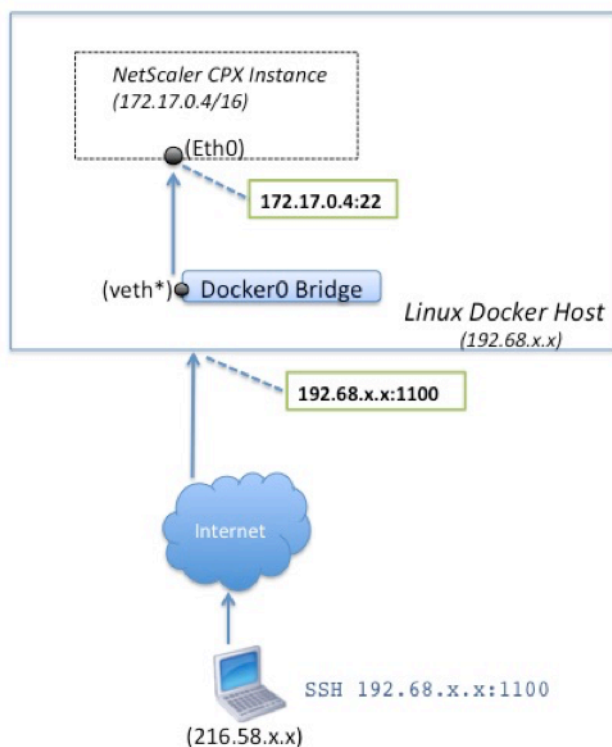 NetScaler CPX Instance
(172.17.0.4/16)
(Eth0)
172.17.0.4:22
(veth*)
Docker0 Bridge
Linux Docker Host
(192.68.x.x)
192.68.x.x:1100
Internet
SSH 192.68.x.x:1100
(216.58.x.x)